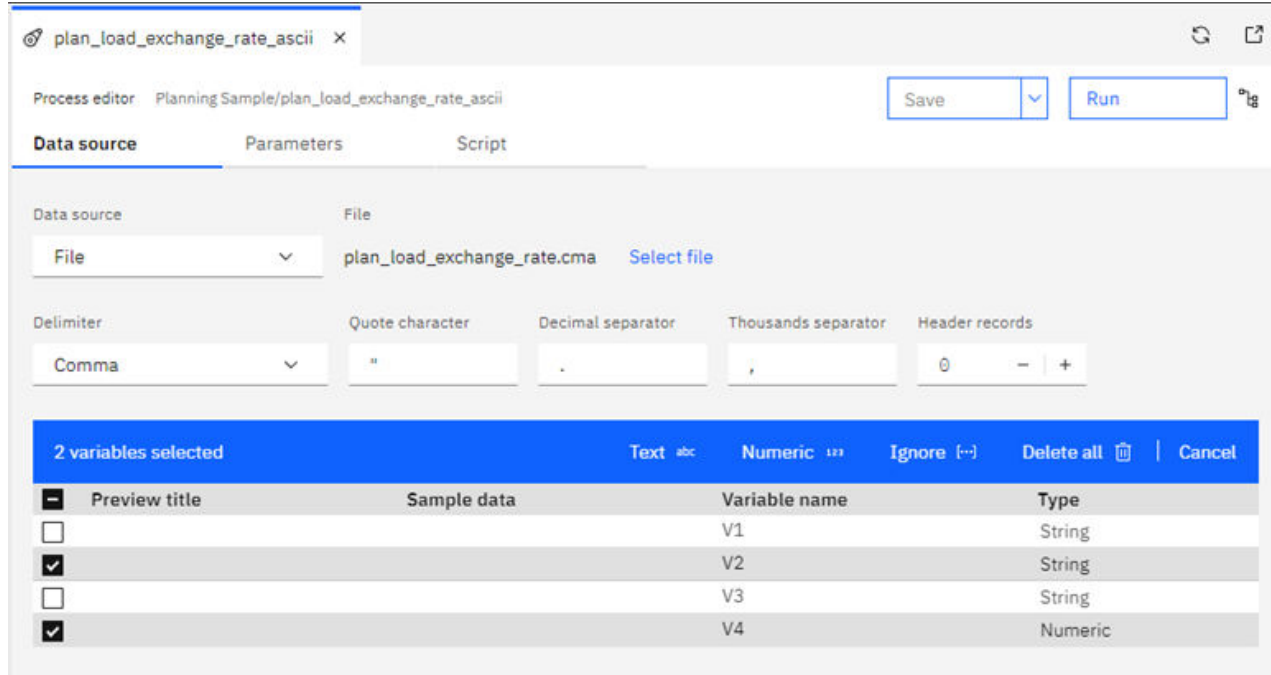 plan_load_exchange_rate_ascii
Process editor Planning Sample/plan_load_exchange_rate_ascii Save Run
Data source Parameters Script
Data source File
File plan_load_exchange_rate.cma Select file
Delimiter Quote character Decimal separator Thousands separator Header records
Comma " . , 0 − +
2 variables selected Text abc Numeric 123 Ignore [···] Delete all | Cancel
Preview title Sample data Variable name Type
V1 String
V2 String
V3 String
V4 Numeric